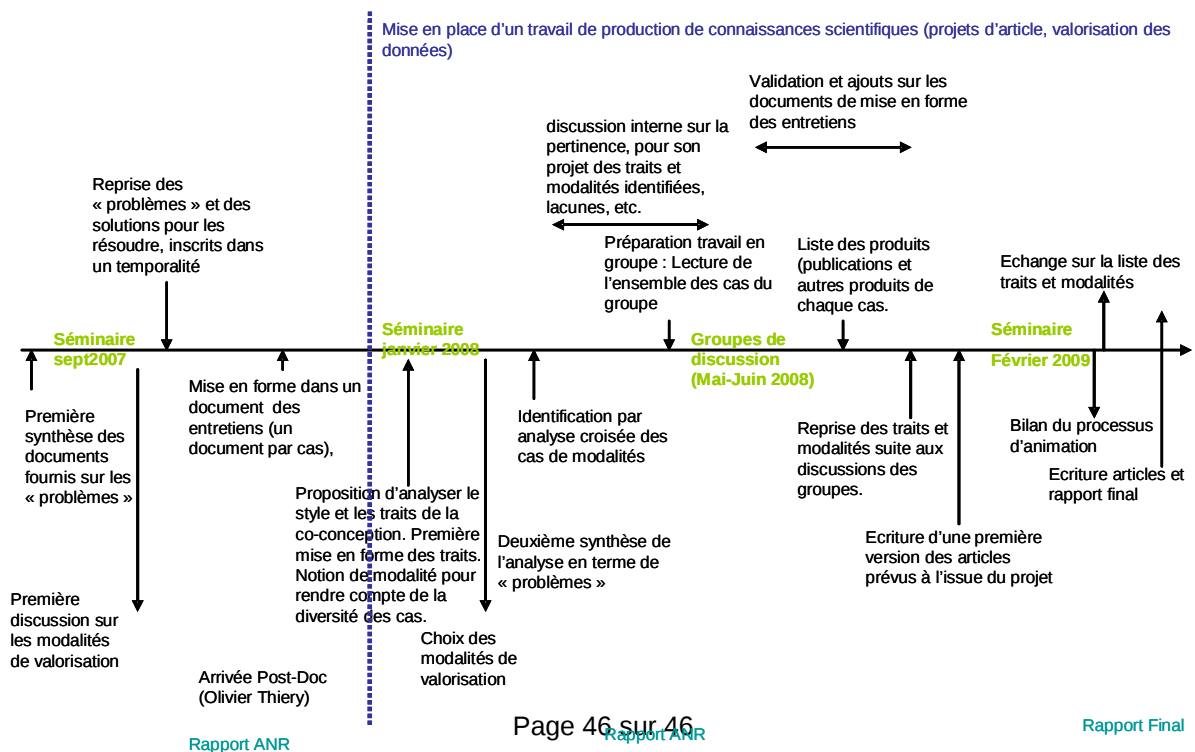 Mise en place d’un travail de production de connaissances scientifiques (projets d’article, valorisation des
données)
Validation et ajouts sur les
documents de mise en forme
des entretiens
discussion interne sur la
pertinence, pour son
projet des traits et
modalités identifiées,
lacunes, etc.
Reprise des
« problèmes » et des
solutions pour les
résoudre, inscrits dans
un temporalité
Préparation travail en
groupe : Lecture de
l’ensemble des cas du
groupe
Liste des produits
(publications et
autres produits de
chaque cas.
Echange sur la liste des
traits et modalités
Séminaire
sept2007
Séminaire
janvier 2008
Groupes de
discussion
(Mai-Juin 2008)
Séminaire
Février 2009
Première
synthèse des
documents
fournis sur les
« problèmes »
Mise en forme dans un
document  des
entretiens (un
document par cas),
Identification par
analyse croisée des
cas de modalités
Reprise des traits et
modalités suite aux
discussions des
groupes.
Bilan du processus
d’animation
Ecriture articles et
rapport final
Proposition d’analyser le
style et les traits de la
co-conception. Première
mise en forme des traits.
Notion de modalité pour
rendre compte de la
diversité des cas.
Deuxième synthèse de
l’analyse en terme de
« problèmes »
Ecriture d’une première
version des articles
prévus à l’issue du projet
Première
discussion sur
les modalités
de valorisation
Choix des
modalités de
valorisation
Arrivée Post-Doc
(Olivier Thiery)
Page 46 sur 46
Rapport ANR
Rapport ANR
Rapport Final